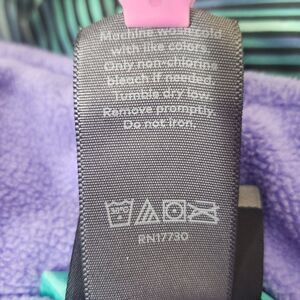 Machine wash cold
with like colors.
Only non-chlorine
bleach if needed.
Tumble dry low.
Remove promptly.
Do not iron.
RN17730